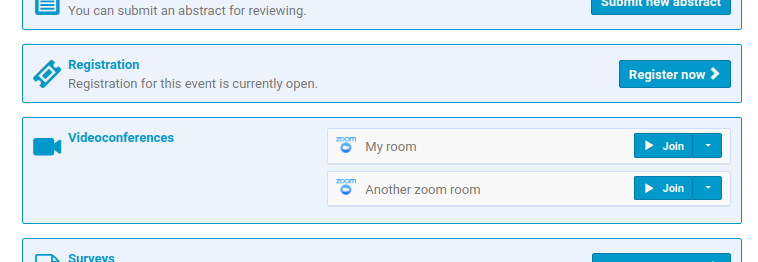 You can submit an abstract for reviewing.
Submit new abstract
Registration
Registration for this event is currently open.
Register now
Videoconferences
zoom
My room
Join
zoom
Another zoom room
Join
Surveys